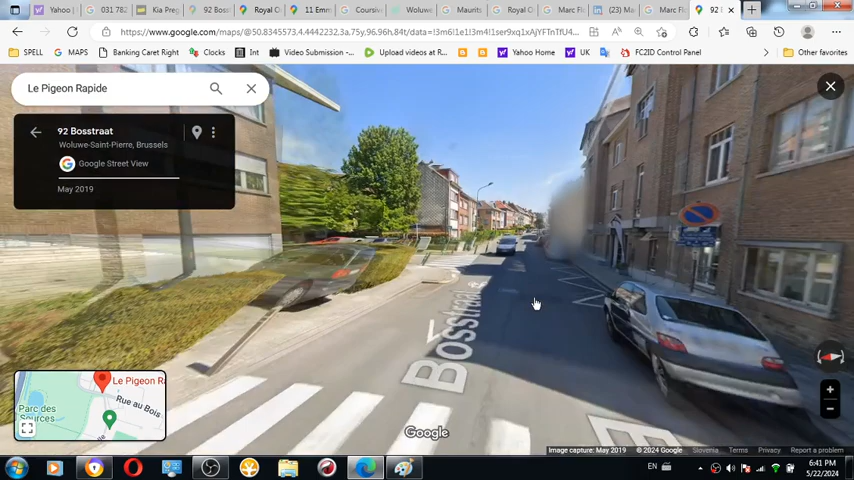 Yahoo
031 782
Kia Preg
92 Boss
Royal O
11 Emm
Coursiv
Woluwe
Maurits
Royal O
Marc Fl
(23) Ma
Marc Fl
92 B
https://www.google.com/maps/@50.8345573,4.4442232,3a,75y,96.96h,84t/data=!3m6!1e1!3m4!1ser9xq1xAjYFTnTfU4...
SPELL
MAPS
Banking Caret Right
Clocks
Int
Video Submission -...
Upload videos at R...
B
Yahoo Home
UK
FC2ID Control Panel
Other favorites
Le Pigeon Rapide
92 Bosstraat
Woluwe-Saint-Pierre, Brussels
Google Street View
May 2019
Bosstraat
Le Pigeon Ra
Rue au Bois
Parc des
Sources
Google
Image capture: May 2019 © 2024 Google Slovenia Terms Privacy Report a problem
EN
6:41 PM
5/22/2024